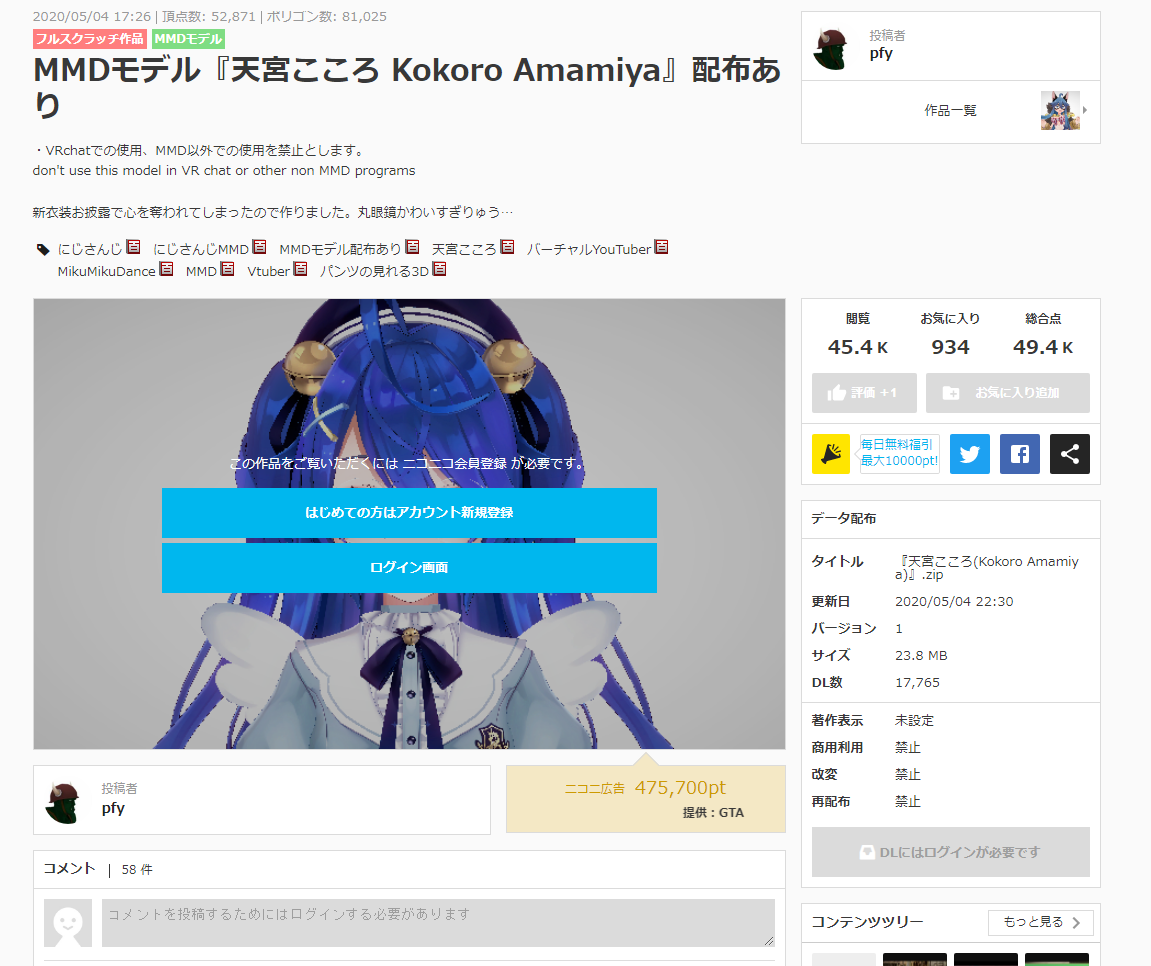 2020/05/04 17:26 | 頂点数: 52,871 | ポリゴン数: 81,025
フルスクラッチ作品 MMDモデル
MMDモデル『天宮こころ Kokoro Amamiya』配布あ
り
・VRchatでの使用、MMD以外での使用を禁止とします。
don't use this model in VR chat or other non MMD programs
新衣装お披露で心を奪われてしまったので作りました。丸眼鏡かわいすぎりゅう…
にじさんじ にじさんじMMD MMDモデル配布あり 天宮こころ バーチャルYouTuber
MikuMikuDance MMD Vtuber パンツの見れる3D
この作品をご覧いただくには ニコニコ会員登録 が必要です。
はじめての方はアカウント新規登録
ログイン画面
投稿者
pfy
ニコニ広告 475,700pt
提供：GTA
コメント | 58 件
コメントを投稿するためにはログインする必要があります
投稿者
pfy
作品一覧
閲覧 お気に入り 総合点
45.4 K 934 49.4 K
評価 +1 お気に入り追加
毎日無料福引
最大10000pt!
データ配布
タイトル 『天宮こころ(Kokoro Amamiy
a)』.zip
更新日 2020/05/04 22:30
バージョン 1
サイズ 23.8 MB
DL数 17,765
著作表示 未設定
商用利用 禁止
改変 禁止
再配布 禁止
DLにはログインが必要です
コンテンツツリー もっと見る